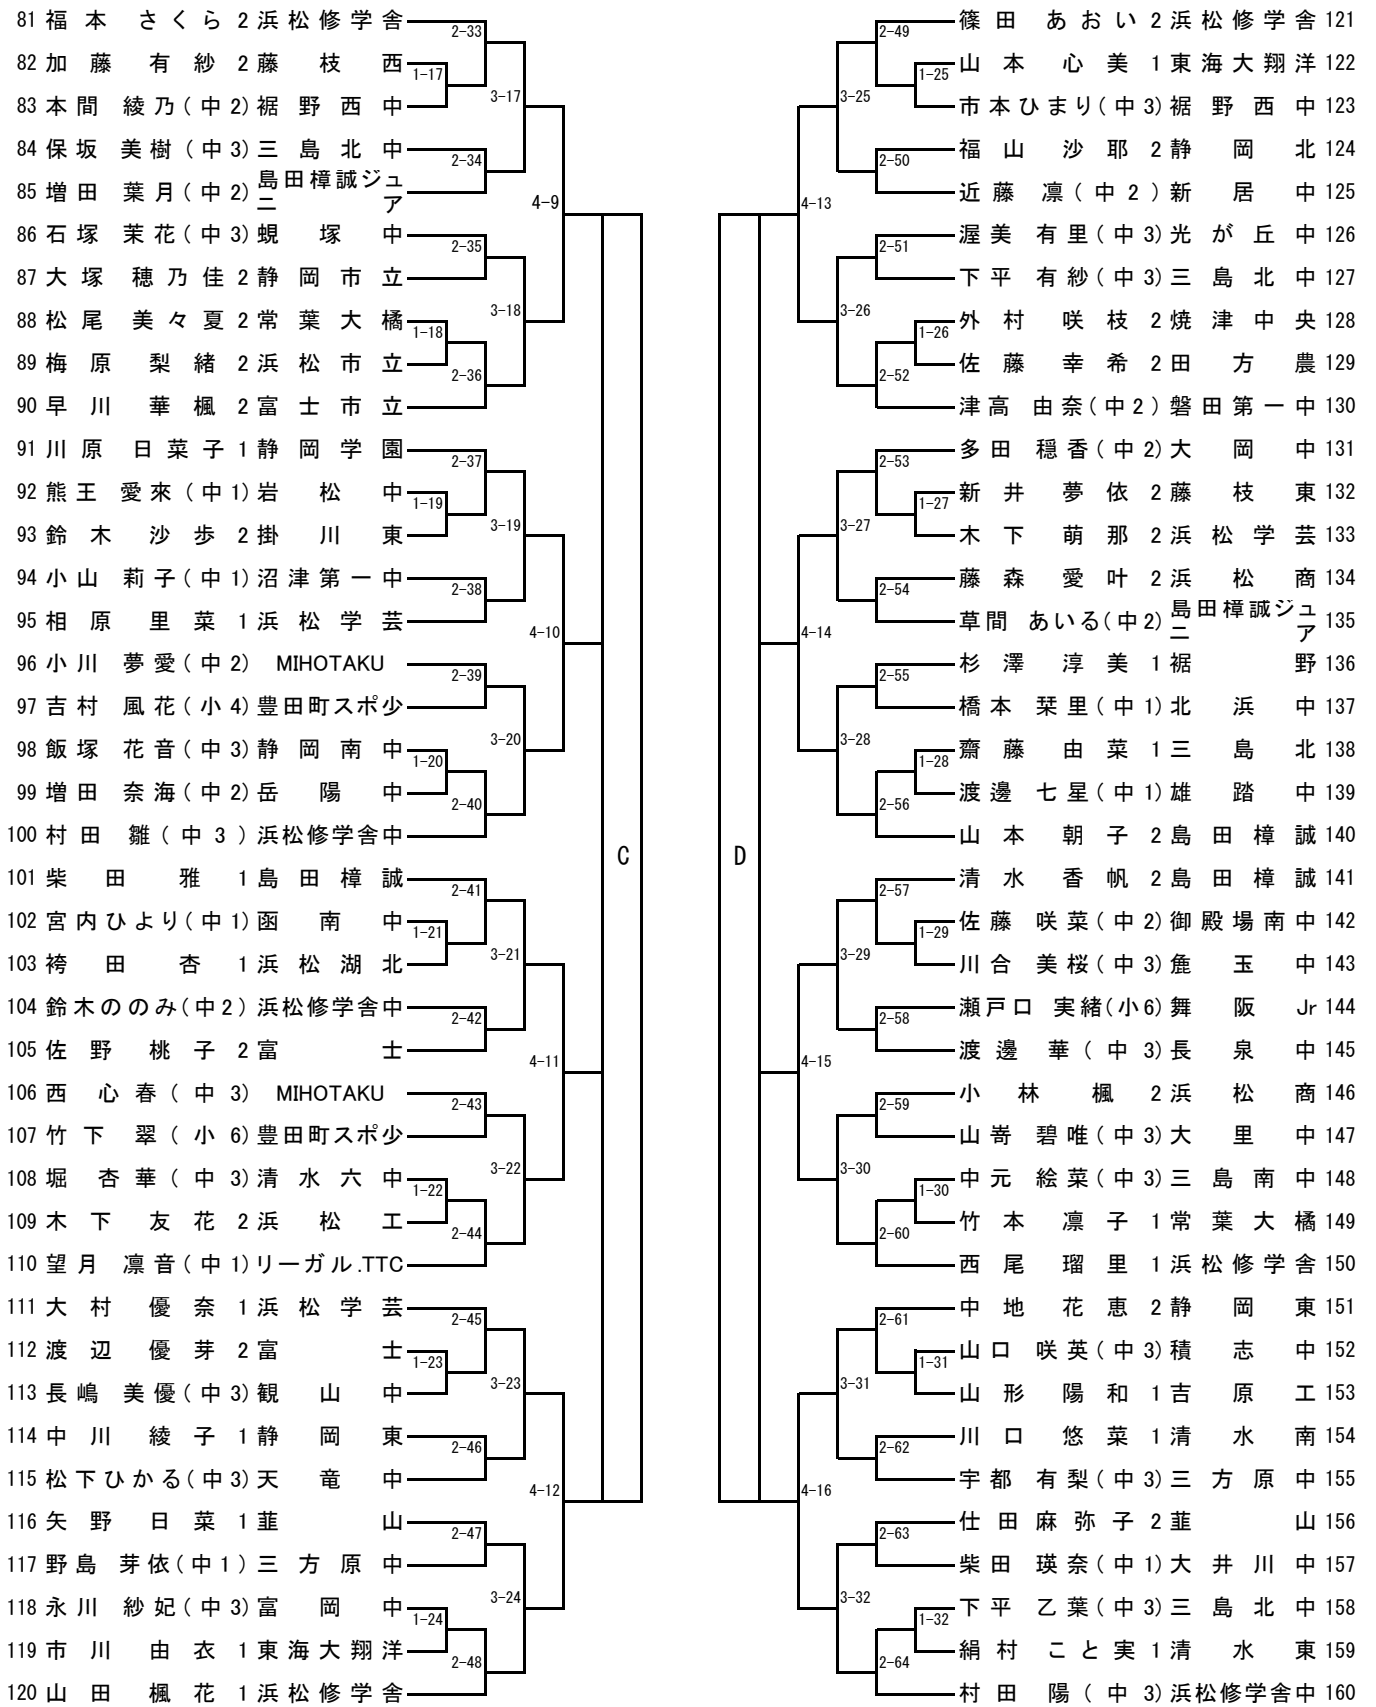 81 福本 さくら 2 浜松修学舎
82 加藤 有紗 2 藤枝西
83 本間 綾乃(中2) 裾野西中
84 保坂 美樹(中3) 三島北中
85 増田 葉月(中2) 島田樟誠ジュニア
86 石塚 茉花(中3) 蜆塚中
87 大塚 穂乃佳 2 静岡市立
88 松尾 美々夏 2 常葉大橘
89 梅原 梨緒 2 浜松市立
90 早川 華楓 2 富士市立
91 川原 日菜子 1 静岡学園
92 熊王 愛來(中1) 岩松中
93 鈴木 沙歩 2 掛川東
94 小山 莉子(中1) 沼津第一中
95 相原 里菜 1 浜松学芸
96 小川 夢愛(中2) MIHOTAKU
97 吉村 風花(小4) 豊田町スポ少
98 飯塚 花音(中3) 静岡南中
99 増田 奈海(中2) 岳陽中
100 村田 雛(中3) 浜松修学舎中
101 柴田 雅 1 島田樟誠
102 宮内ひより(中1) 函南中
103 袴田 杏 1 浜松湖北
104 鈴木ののみ(中2) 浜松修学舎中
105 佐野 桃子 2 富士
106 西 心春(中3) MIHOTAKU
107 竹下 翠(小6) 豊田町スポ少
108 堀 杏華(中3) 清水六中
109 木下 友花 2 浜松工
110 望月 凛音(中1) リーガル.TTC
111 大村 優奈 1 浜松学芸
112 渡辺 優芽 2 富士
113 長嶋 美優(中3) 観山中
114 中川 綾子 1 静岡東
115 松下ひかる(中3) 天竜中
116 矢野 日菜 1 韮山
117 野島 芽依(中1) 三方原中
118 永川 紗妃(中3) 富岡中
119 市川 由衣 1 東海大翔洋
120 山田 楓花 1 浜松修学舎
2-33
1-17
3-17
2-34
4-9
2-35
3-18
1-18
2-36
2-37
1-19
3-19
2-38
4-10
2-39
3-20
1-20
2-40
C
2-41
1-21
3-21
2-42
4-11
2-43
3-22
1-22
2-44
2-45
1-23
3-23
2-46
4-12
2-47
3-24
1-24
2-48
2-49
1-25
3-25
2-50
4-13
2-51
3-26
1-26
2-52
2-53
1-27
3-27
2-54
4-14
2-55
3-28
1-28
2-56
D
2-57
1-29
3-29
2-58
4-15
2-59
3-30
1-30
2-60
2-61
1-31
3-31
2-62
4-16
2-63
3-32
1-32
2-64
篠田 あおい 2 浜松修学舎 121
山本 心美 1 東海大翔洋 122
市本ひまり(中3) 裾野西中 123
福山 沙耶 2 静岡北 124
近藤 凛(中2) 新居中 125
渥美 有里(中3) 光が丘中 126
下平 有紗(中3) 三島北中 127
外村 咲枝 2 焼津中央 128
佐藤 幸希 2 田方農 129
津高 由奈(中2) 磐田第一中 130
多田 穏香(中2) 大岡中 131
新井 夢依 2 藤枝東 132
木下 萌那 2 浜松学芸 133
藤森 愛叶 2 浜松商 134
草間 あいる(中2) 島田樟誠ジュニア 135
杉澤 淳美 1 裾野 136
橋本 栞里(中1) 北浜中 137
齋藤 由菜 1 三島北 138
渡邊 七星(中1) 雄踏中 139
山本 朝子 2 島田樟誠 140
清水 香帆 2 島田樟誠 141
佐藤 咲菜(中2) 御殿場南中 142
川合 美桜(中3) 麁玉中 143
瀬戸口 実緒(小6) 舞阪Jr 144
渡邊 華(中3) 長泉中 145
小林 楓 2 浜松商 146
山嵜 碧唯(中3) 大里中 147
中元 絵菜(中3) 三島南中 148
竹本 凛子 1 常葉大橘 149
西尾 瑠里 1 浜松修学舎 150
中地 花恵 2 静岡東 151
山口 咲英(中3) 積志中 152
山形 陽和 1 吉原工 153
川口 悠菜 1 清水南 154
宇都 有梨(中3) 三方原中 155
仕田麻弥子 2 韮山 156
柴田 瑛奈(中1) 大井川中 157
下平 乙葉(中3) 三島北中 158
絹村 こと実 1 清水東 159
村田 陽(中3) 浜松修学舎中 160